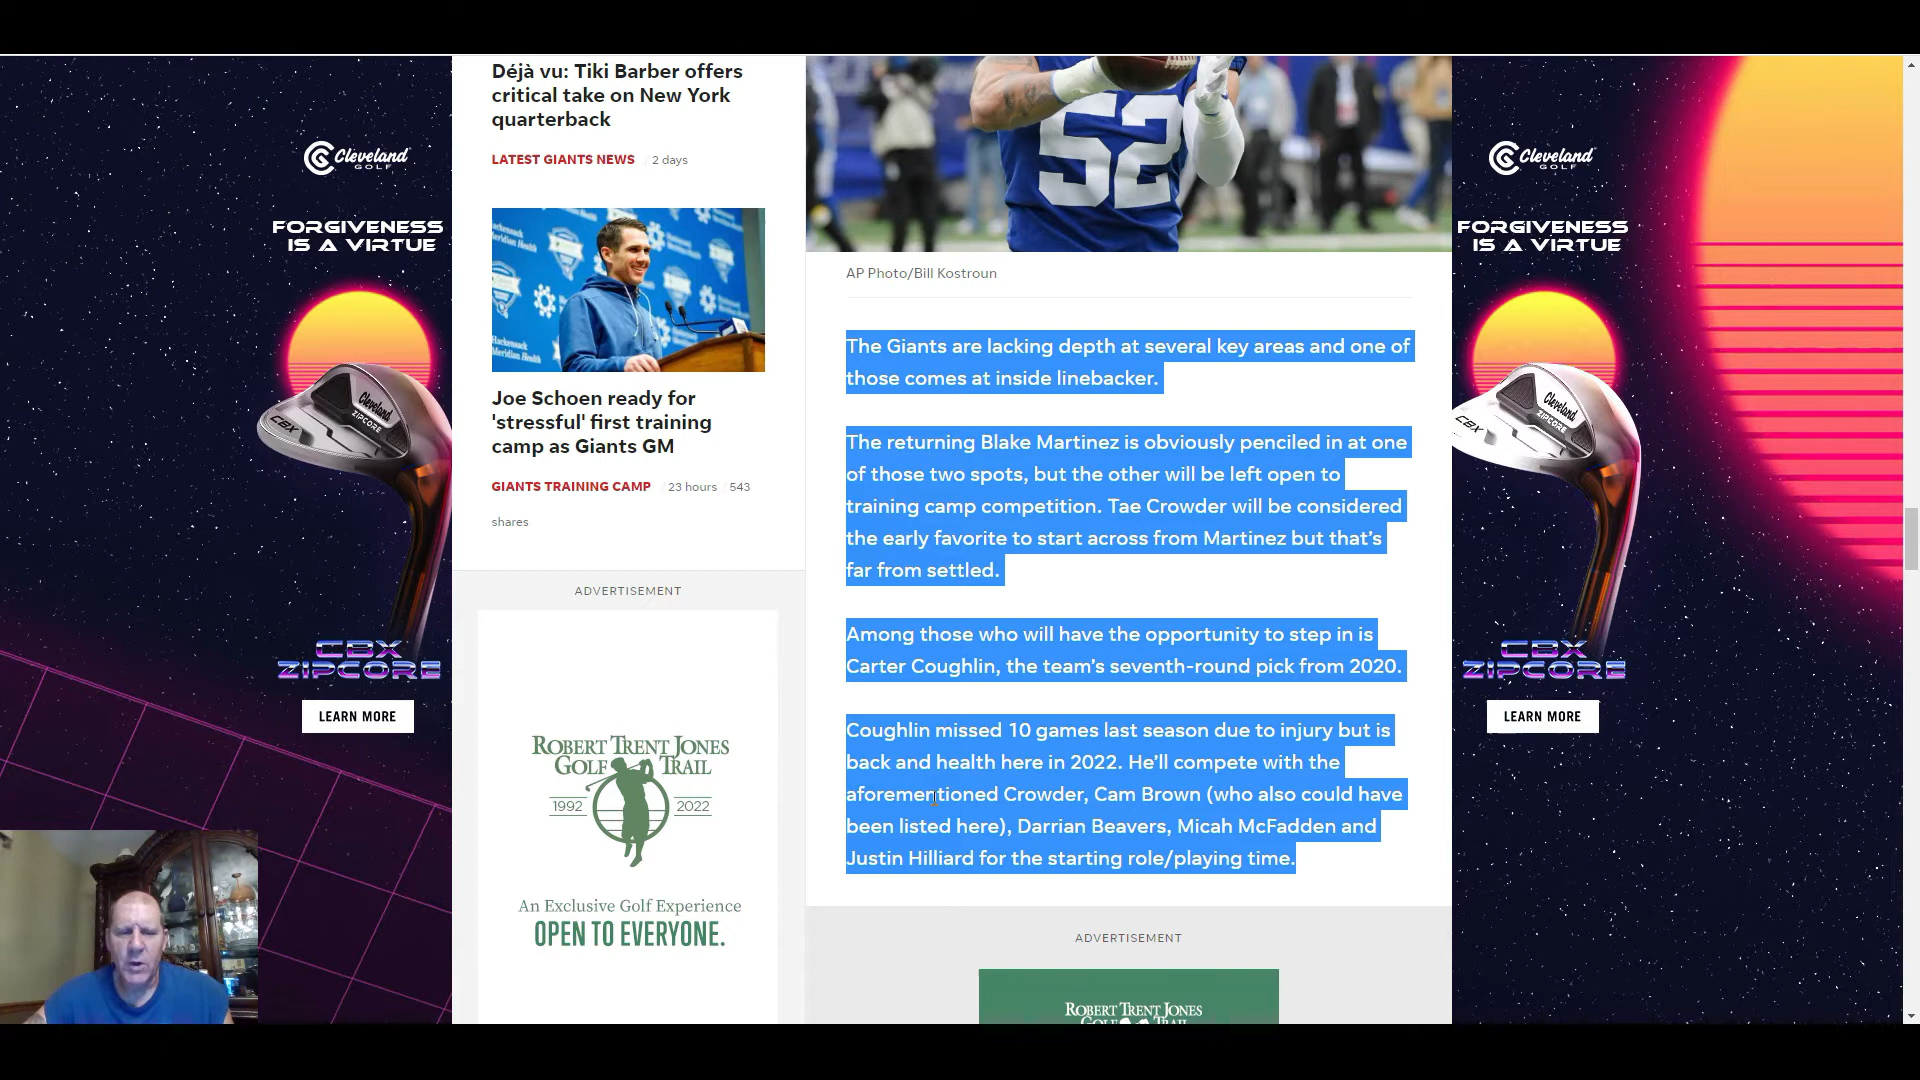 Cleveland
GOLF
FORGIVENESS
IS A VIRTUE
Cleveland
ZIPCORE
CBX
CBX
ZIPCORE
LEARN MORE
Déjà vu: Tiki Barber offers
critical take on New York
quarterback
LATEST GIANTS NEWS / 2 days
Hackensack
Meridian Health
Joe Schoen ready for
'stressful' first training
camp as Giants GM
GIANTS TRAINING CAMP / 23 hours / 543
shares
ADVERTISEMENT
ROBERT TRENT JONES
GOLF TRAIL
1992 2022
An Exclusive Golf Experience
OPEN TO EVERYONE.
52
AP Photo/Bill Kostroun
The Giants are lacking depth at several key areas and one of
those comes at inside linebacker.
The returning Blake Martinez is obviously penciled in at one
of those two spots, but the other will be left open to
training camp competition. Tae Crowder will be considered
the early favorite to start across from Martinez but that’s
far from settled.
Among those who will have the opportunity to step in is
Carter Coughlin, the team’s seventh-round pick from 2020.
Coughlin missed 10 games last season due to injury but is
back and health here in 2022. He’ll compete with the
aforementioned Crowder, Cam Brown (who also could have
been listed here), Darrian Beavers, Micah McFadden and
Justin Hilliard for the starting role/playing time.
ADVERTISEMENT
ROBERT TRENT JONES
Cleveland
GOLF
FORGIVENESS
IS A VIRTUE
Cleveland
ZIPCORE
CBX
CBX
ZIPCORE
LEARN MORE